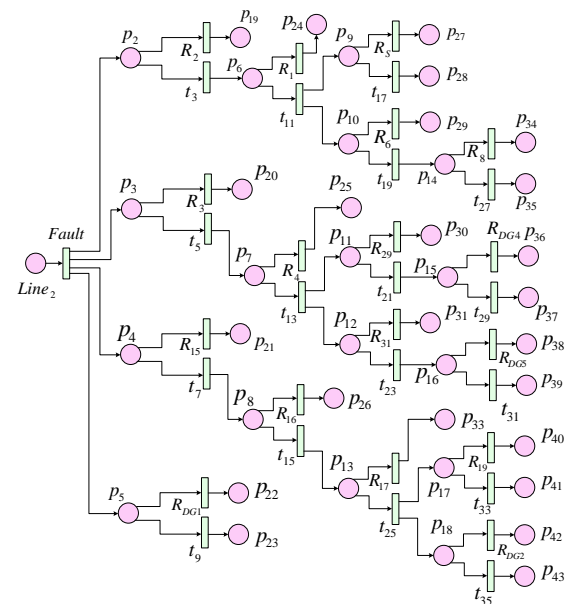 p19
p24
p2
R2
p9
RS
p27
p6
R1
t3
p28
t11
t17
p10
p29
R6
p34
R8
t19
p14
p3
p20
t27
p35
R3
p25
Fault
t5
p11
p30
RDG4
p36
p7
R29
R4
p15
t21
Line2
t13
t29
p37
p12
p31
p4
R31
p38
R15
p21
t23
p16
RDG5
t7
p8
p39
R16
p26
t31
p33
t15
p13
p40
R17
R19
p5
p22
p17
p41
RDG1
t33
t25
p18
p42
t9
p23
RDG2
p43
t35